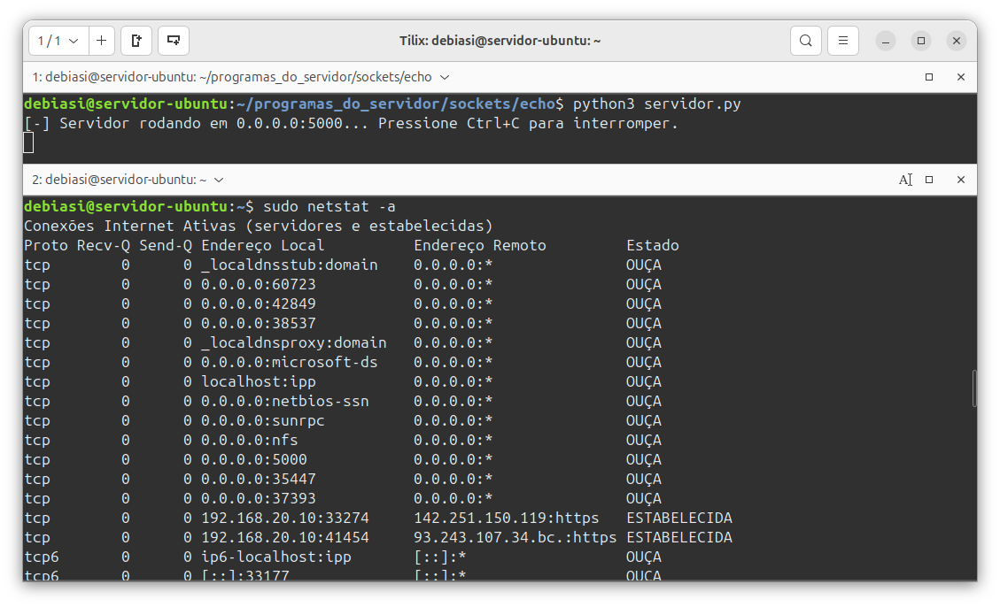 1 / 1
Tilix: debiasi@servidor-ubuntu: ~
1: debiasi@servidor-ubuntu: ~/programas_do_servidor/sockets/echo
debiasi@servidor-ubuntu:~/programas_do_servidor/sockets/echo$ python3 servidor.py
[-] Servidor rodando em 0.0.0.0:5000... Pressione Ctrl+C para interromper.
2: debiasi@servidor-ubuntu: ~
debiasi@servidor-ubuntu:~$ sudo netstat -a
Conexões Internet Ativas (servidores e estabelecidas)
Proto Recv-Q Send-Q Endereço Local          Endereço Remoto         Estado
tcp        0      0 _localdnsstub:domain    0.0.0.0:*               OUÇA
tcp        0      0 0.0.0.0:60723           0.0.0.0:*               OUÇA
tcp        0      0 0.0.0.0:42849           0.0.0.0:*               OUÇA
tcp        0      0 0.0.0.0:38537           0.0.0.0:*               OUÇA
tcp        0      0 _localdnsproxy:domain   0.0.0.0:*               OUÇA
tcp        0      0 0.0.0.0:microsoft-ds    0.0.0.0:*               OUÇA
tcp        0      0 localhost:ipp           0.0.0.0:*               OUÇA
tcp        0      0 0.0.0.0:netbios-ssn     0.0.0.0:*               OUÇA
tcp        0      0 0.0.0.0:sunrpc          0.0.0.0:*               OUÇA
tcp        0      0 0.0.0.0:nfs             0.0.0.0:*               OUÇA
tcp        0      0 0.0.0.0:5000            0.0.0.0:*               OUÇA
tcp        0      0 0.0.0.0:35447           0.0.0.0:*               OUÇA
tcp        0      0 0.0.0.0:37393           0.0.0.0:*               OUÇA
tcp        0      0 192.168.20.10:33274     142.251.150.119:https   ESTABELECIDA
tcp        0      0 192.168.20.10:41454     93.243.107.34.bc.:https ESTABELECIDA
tcp6       0      0 ip6-localhost:ipp       [::]:*                  OUÇA
tcp6       0      0 [::]:33177              [::]:*                  OUÇA